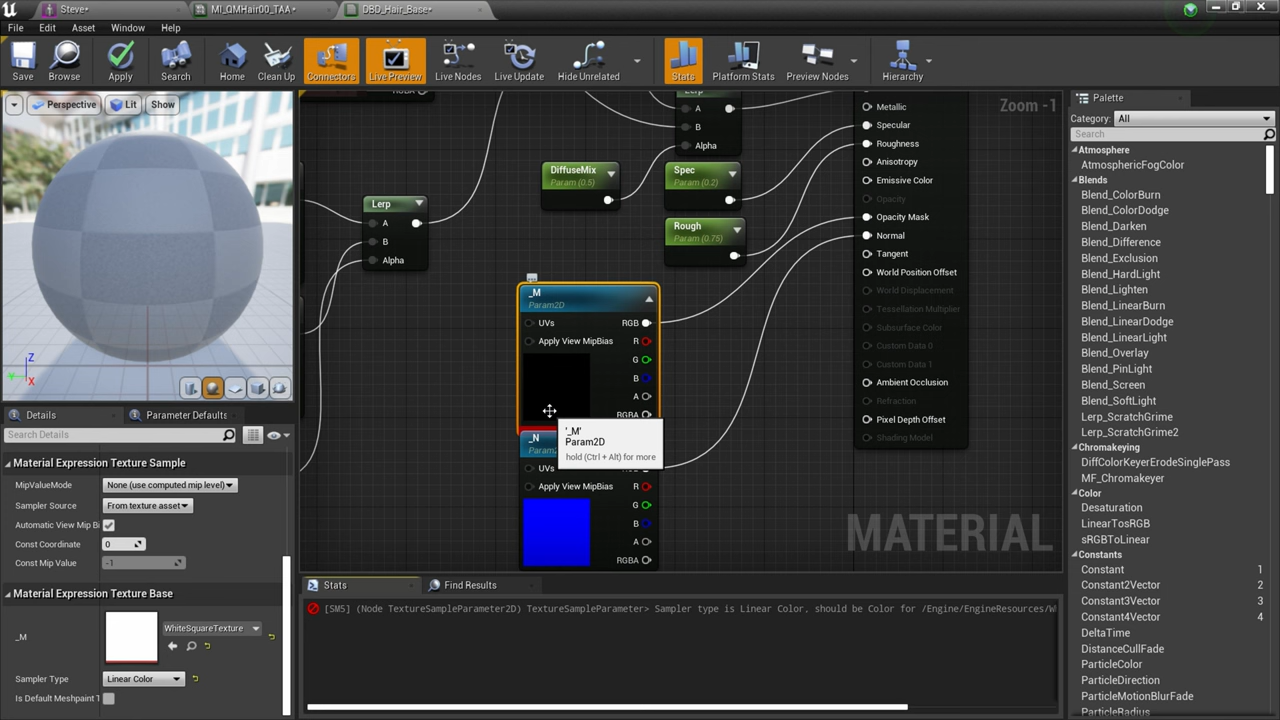 Steve*
MI_QMHair00_TAA*
DBD_Hair_Base*
File
Edit
Asset
Window
Help
Save
Browse
Apply
Search
Home
Clean Up
Connectors
Live Preview
Live Nodes
Live Update
Hide Unrelated
Stats
Platform Stats
Preview Nodes
Hierarchy
Perspective
Lit
Show
Z
Y
X
Details
Parameter Defaults
Search Details
Material Expression Texture Sample
MipValueMode
None (use computed mip level)
Sampler Source
From texture asset
Automatic View Mip Bi
Const Coordinate
0
Const Mip Value
-1
Material Expression Texture Base
_M
WhiteSquareTexture
Sampler Type
Linear Color
Is Default Meshpaint T
Zoom -1
RGBA
Lerp
A
B
Alpha
Lerp
A
B
Alpha
DiffuseMix
Param (0.5)
Spec
Param (0.2)
Rough
Param (0.75)
_M
Param2D
UVs
RGB
Apply View MipBias
R
G
B
A
RGBA
'_M'
Param2D
hold (Ctrl + Alt) for more
_N
UVs
Apply View MipBias
R
G
B
A
RGBA
Metallic
Specular
Roughness
Anisotropy
Emissive Color
Opacity
Opacity Mask
Normal
Tangent
World Position Offset
World Displacement
Tessellation Multiplier
Subsurface Color
Custom Data 0
Custom Data 1
Ambient Occlusion
Refraction
Pixel Depth Offset
Shading Model
MATERIAL
Stats
Find Results
[SM5] (Node TextureSampleParameter2D) TextureSampleParameter> Sampler type is Linear Color, should be Color for /Engine/EngineResources/W
Palette
Category:
All
Search
Atmosphere
AtmosphericFogColor
Blends
Blend_ColorBurn
Blend_ColorDodge
Blend_Darken
Blend_Difference
Blend_Exclusion
Blend_HardLight
Blend_Lighten
Blend_LinearBurn
Blend_LinearDodge
Blend_LinearLight
Blend_Overlay
Blend_PinLight
Blend_Screen
Blend_SoftLight
Lerp_ScratchGrime
Lerp_ScratchGrime2
Chromakeying
DiffColorKeyerErodeSinglePass
MF_Chromakeyer
Color
Desaturation
LinearTosRGB
sRGBToLinear
Constants
Constant 1
Constant2Vector 2
Constant3Vector 3
Constant4Vector 4
DeltaTime
DistanceCullFade
ParticleColor
ParticleDirection
ParticleMotionBlurFade
ParticleRadius